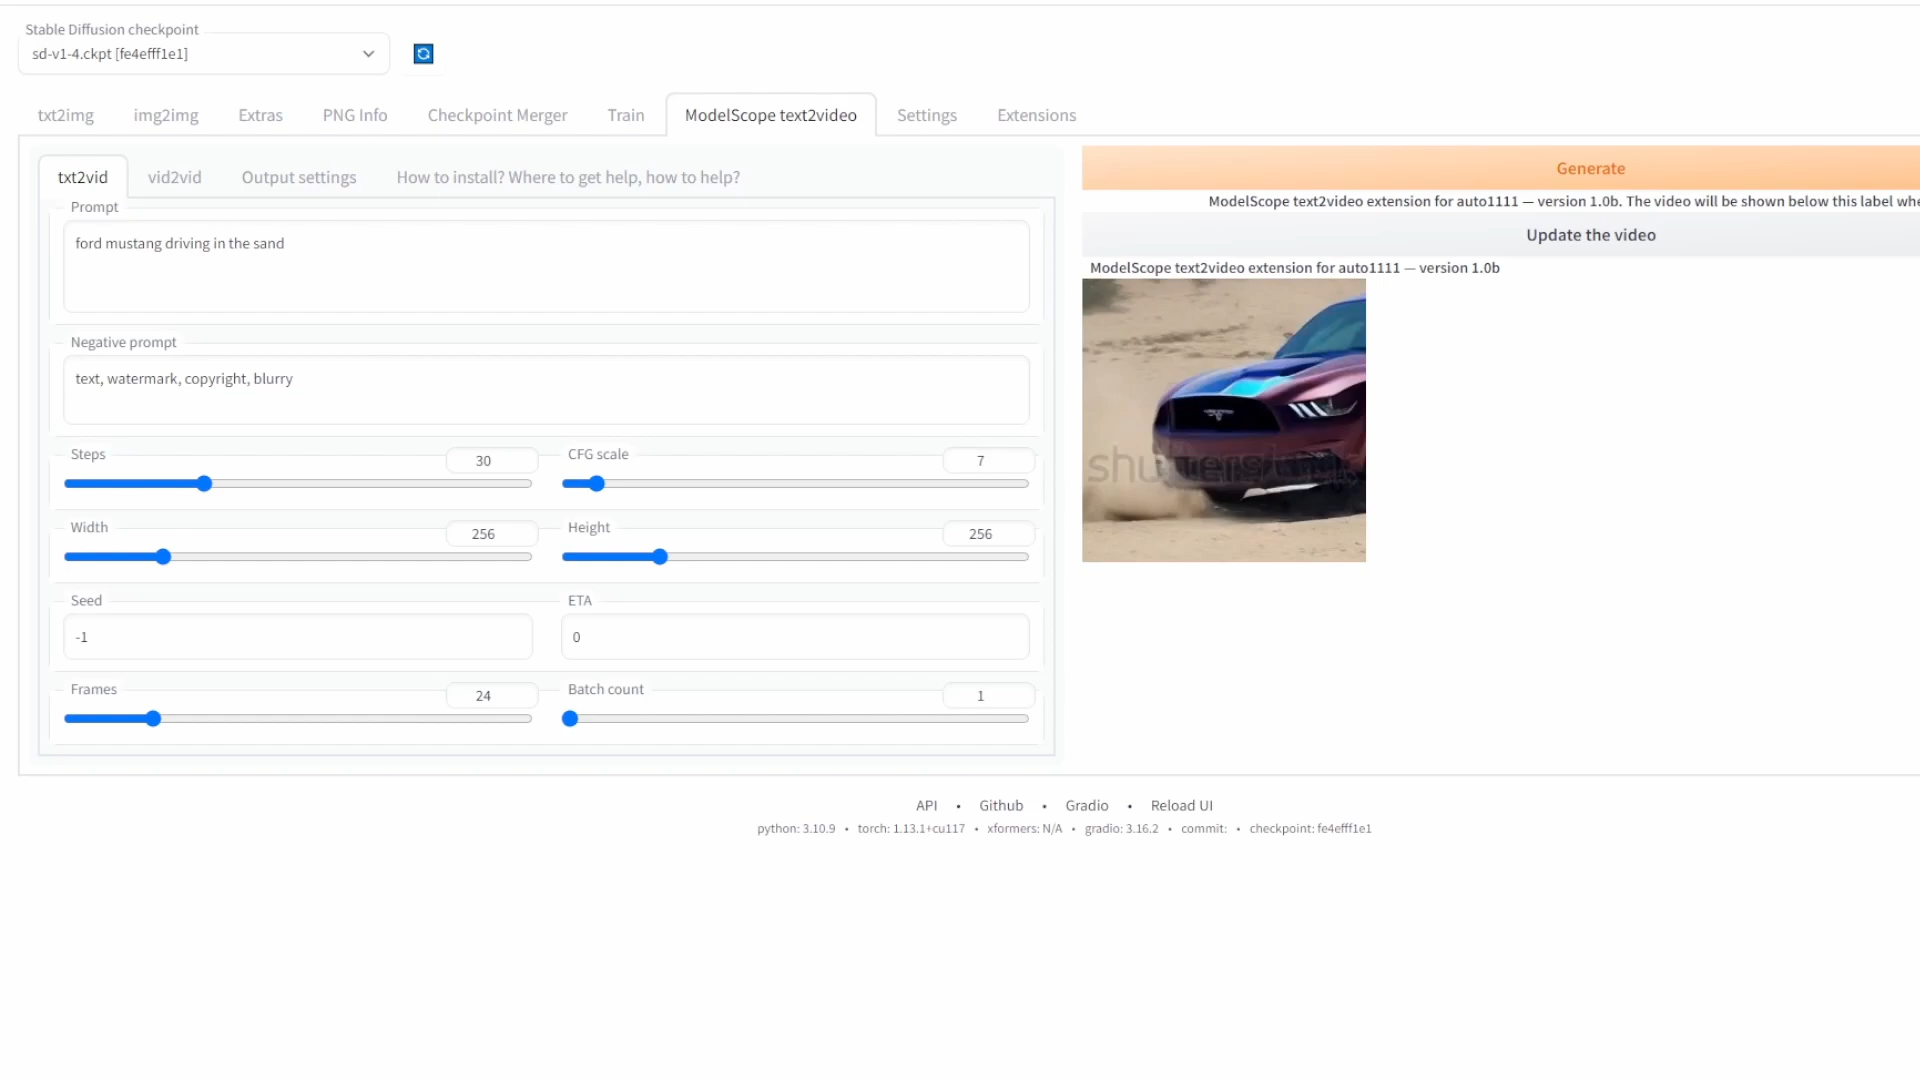 Stable Diffusion checkpoint
sd-v1-4.ckpt [fe4efff1e1]
txt2img img2img Extras PNG Info Checkpoint Merger Train ModelScope text2video Settings Extensions
txt2vid vid2vid Output settings How to install? Where to get help, how to help?
Prompt
ford mustang driving in the sand
Negative prompt
text, watermark, copyright, blurry
Steps 30 CFG scale 7
Width 256 Height 256
Seed ETA
-1 0
Frames 24 Batch count 1
Generate
ModelScope text2video extension for auto1111 — version 1.0b. The video will be shown below this label whe
Update the video
ModelScope text2video extension for auto1111 — version 1.0b
API • Github • Gradio • Reload UI
python: 3.10.9 • torch: 1.13.1+cu117 • xformers: N/A • gradio: 3.16.2 • commit: • checkpoint: fe4efff1e1